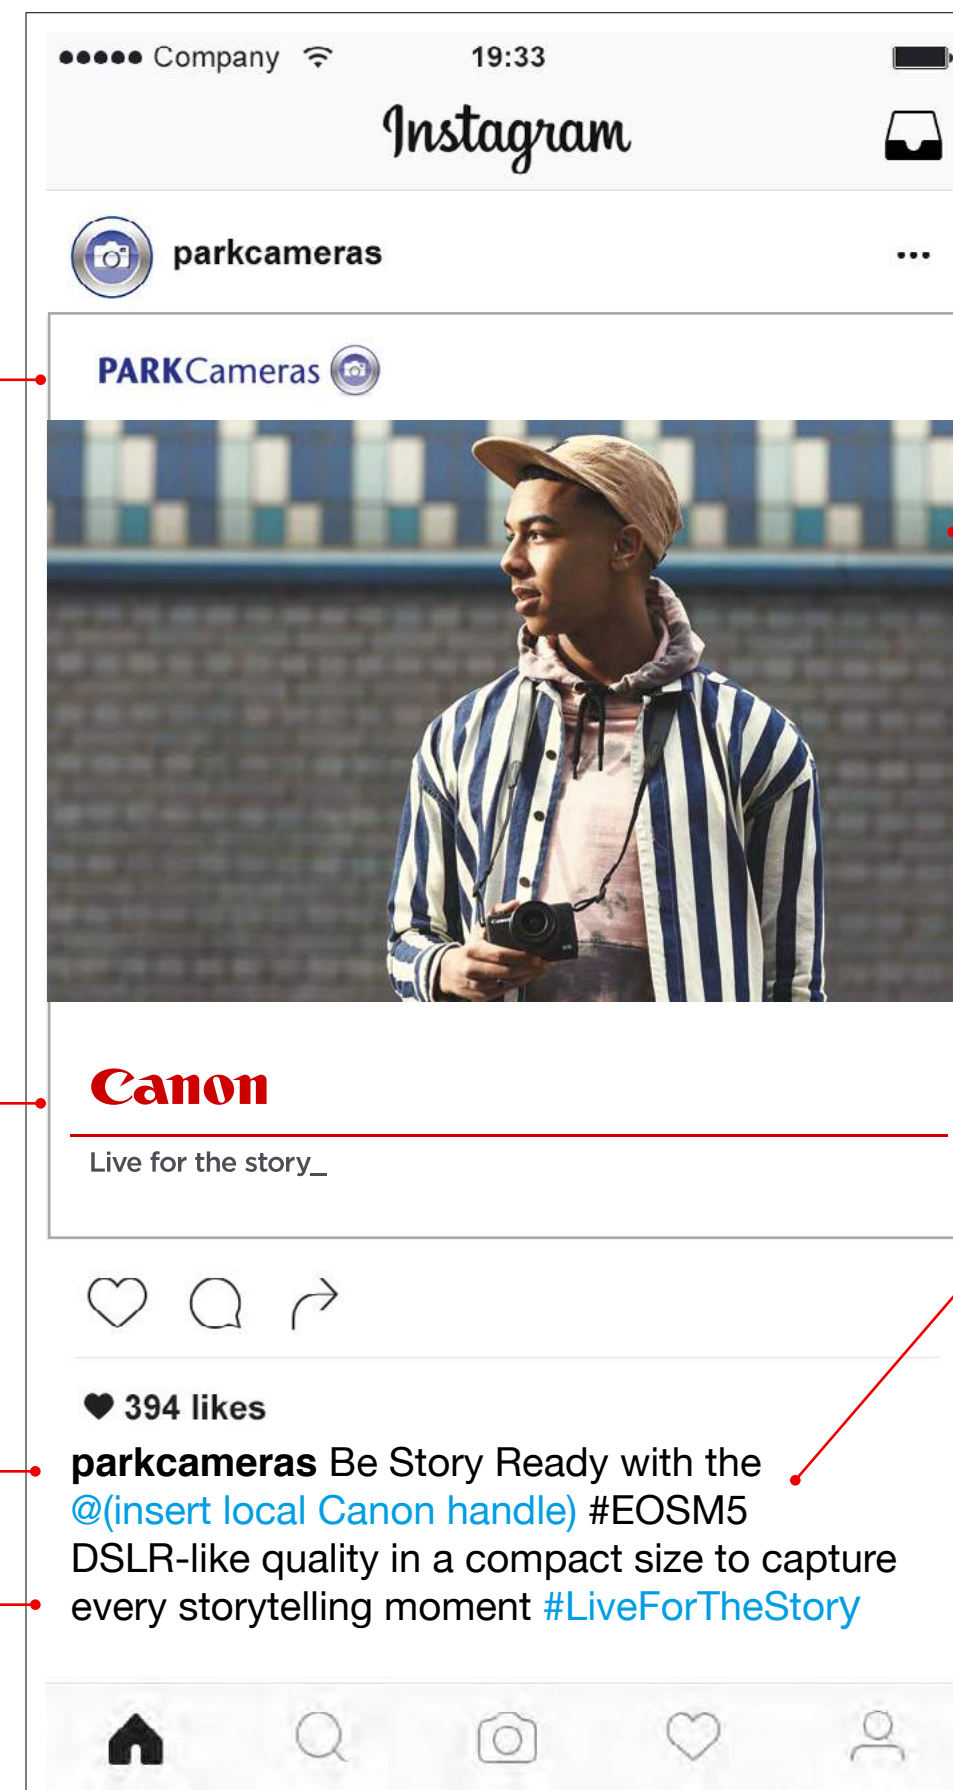 Company 19:33
Instagram
parkcameras
PARKCameras
Canon
Canon
Live for the story_
394 likes
parkcameras Be Story Ready with the
@(insert local Canon handle) #EOSM5
DSLR-like quality in a compact size to capture
every storytelling moment #LiveForTheStory